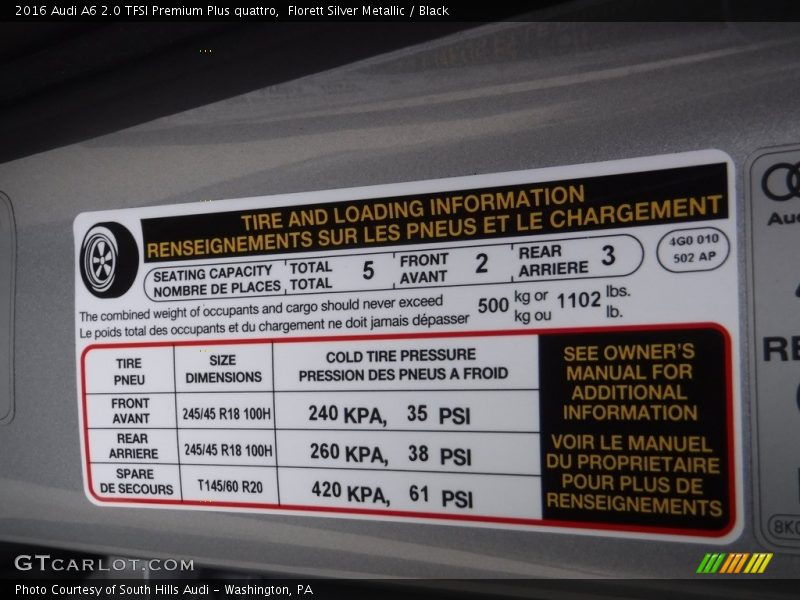 2016 Audi A6 2.0 TFSI Premium Plus quattro,  Florett Silver Metallic / Black
TIRE AND LOADING INFORMATION
RENSEIGNEMENTS SUR LES PNEUS ET LE CHARGEMENT
SEATING CAPACITY
NOMBRE DE PLACES
TOTAL
TOTAL
5
FRONT
AVANT
2
REAR
ARRIERE
3
4G0 010
502 AP
The combined weight of occupants and cargo should never exceed
Le poids total des occupants et du chargement ne doit jamais dépasser
500
kg or
kg ou
1102
lbs.
lb.
TIRE
PNEU
SIZE
DIMENSIONS
COLD TIRE PRESSURE
PRESSION DES PNEUS A FROID
FRONT
AVANT
245/45 R18 100H
240 KPA, 35 PSI
REAR
ARRIERE
245/45 R18 100H
260 KPA, 38 PSI
SPARE
DE SECOURS
T145/60 R20
420 KPA, 61 PSI
SEE OWNER'S
MANUAL FOR
ADDITIONAL
INFORMATION
VOIR LE MANUEL
DU PROPRIETAIRE
POUR PLUS DE
RENSEIGNEMENTS
GTCARLOT.COM
Photo Courtesy of South Hills Audi - Washington, PA